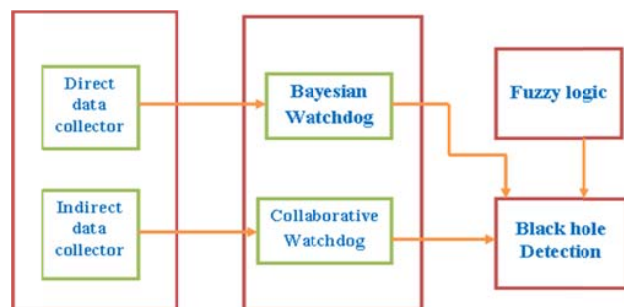 Direct
data
collector
Bayesian
Watchdog
Fuzzy logic
Indirect
data
collector
Collaborative
Watchdog
Black hole
Detection